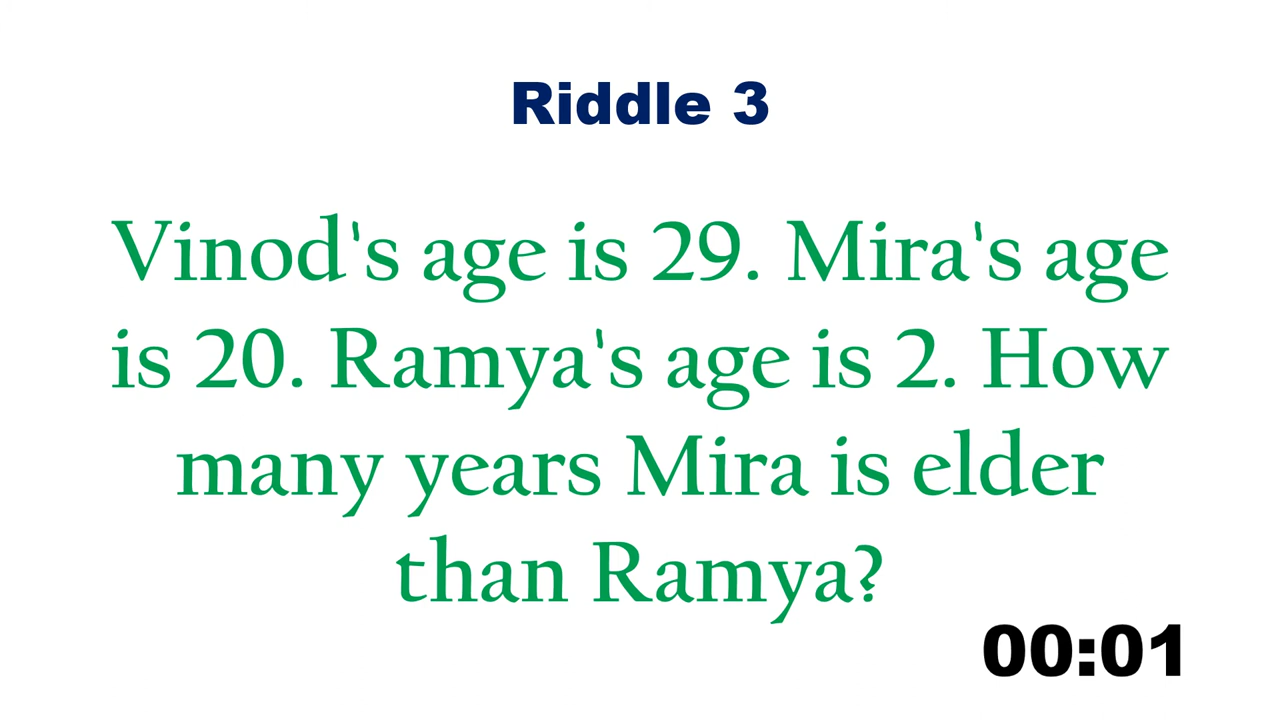 Riddle 3
Vinod's age is 29. Mira's age
is 20. Ramya's age is 2. How
many years Mira is elder
than Ramya?
00:01